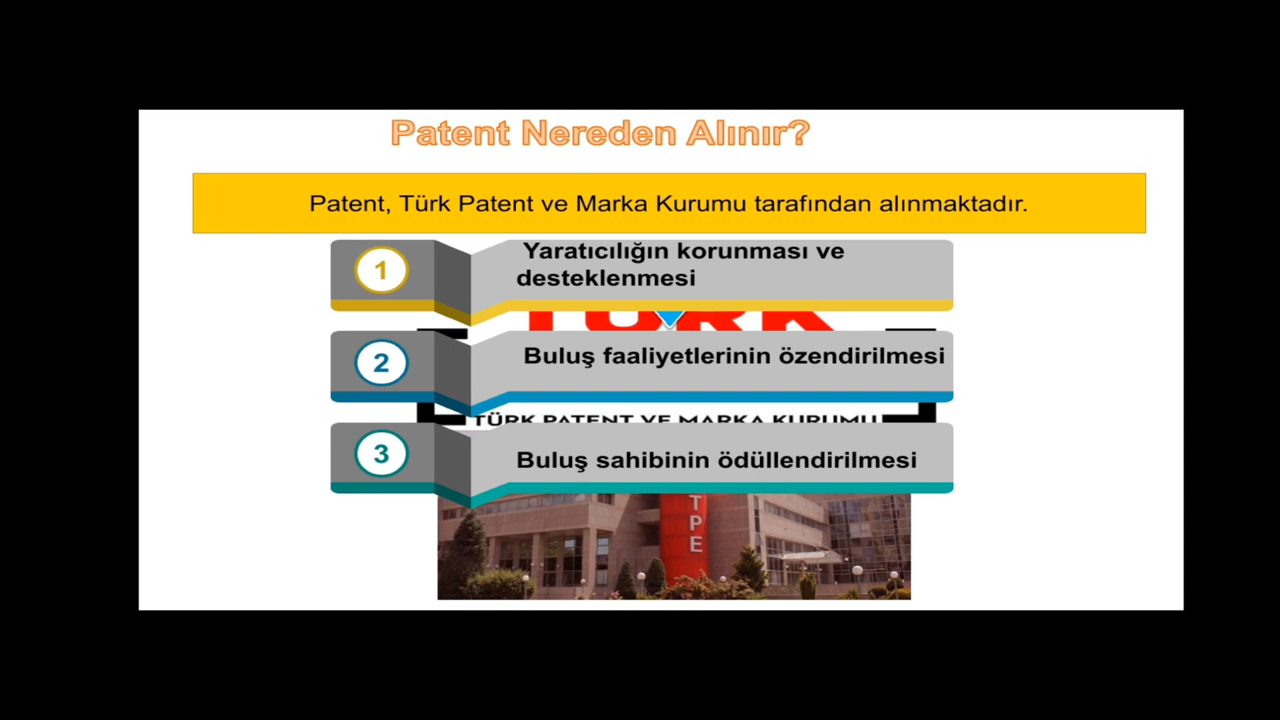 Patent Nereden Alınır?
Patent, Türk Patent ve Marka Kurumu tarafından alınmaktadır.
1
Yaratıcılığın korunması ve
desteklenmesi
TÜRK
2
Buluş faaliyetlerinin özendirilmesi
TÜRK PATENT VE MARKA KURUMU
3
Buluş sahibinin ödüllendirilmesi
TPE